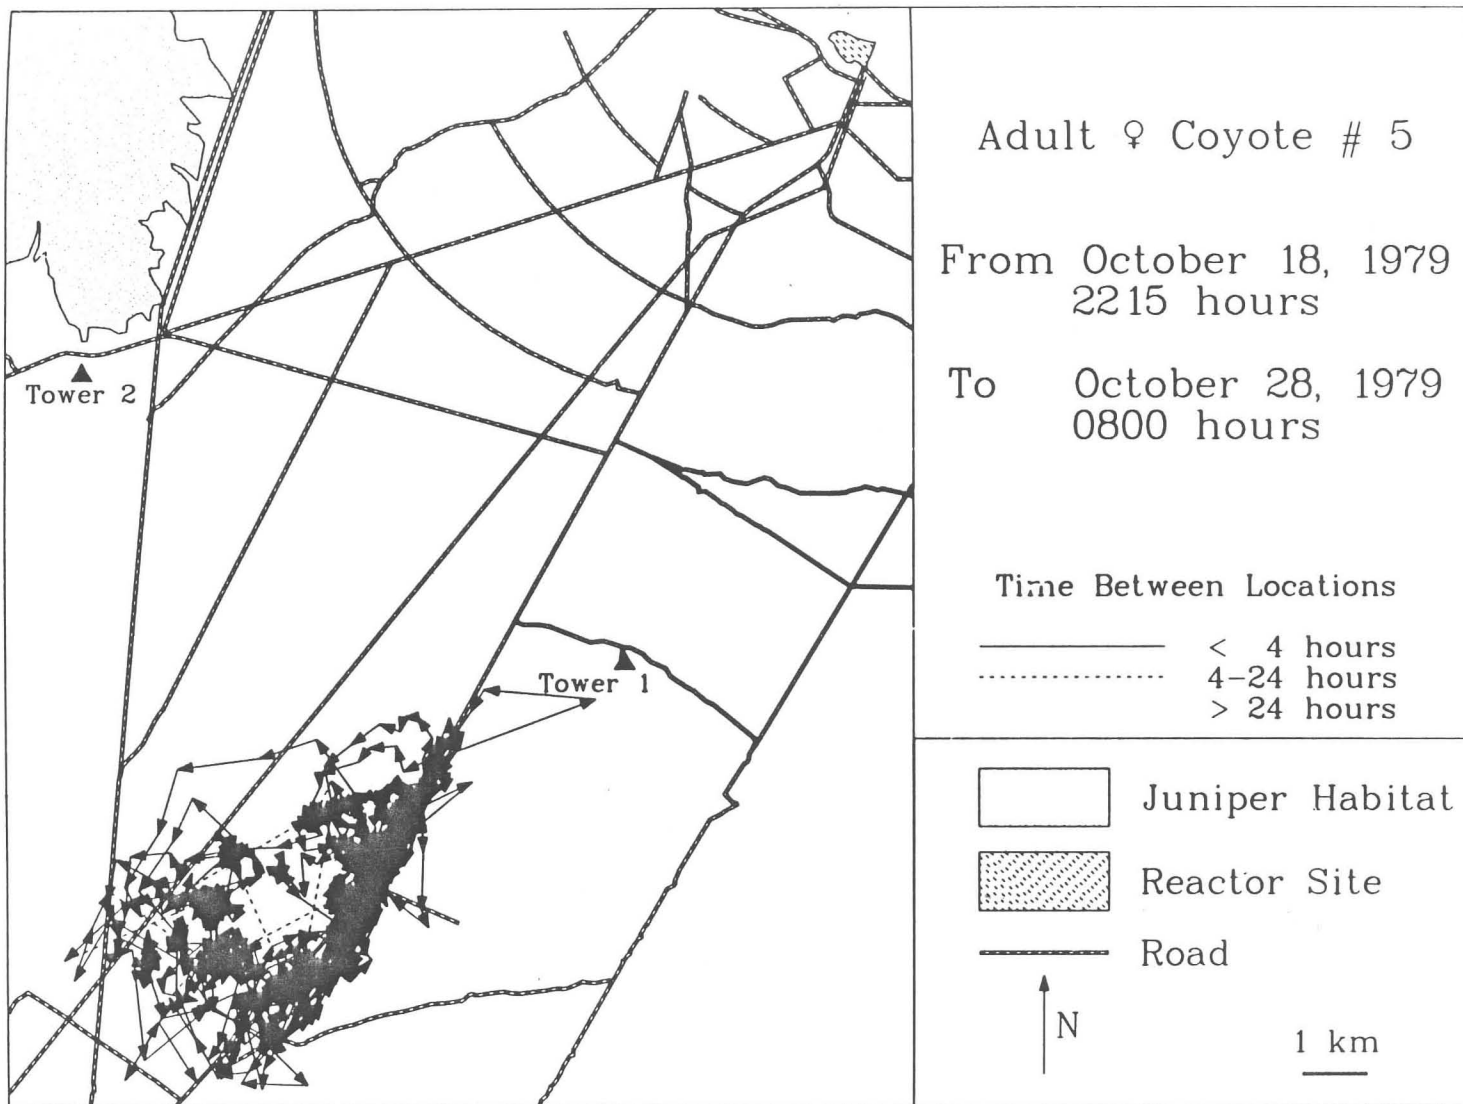 Adult ♀ Coyote # 5
From October 18, 1979
2215 hours
To October 28, 1979
0800 hours
Time Between Locations
< 4 hours
4-24 hours
> 24 hours
Juniper Habitat
Reactor Site
Road
N
1 km
Tower 2
Tower 1